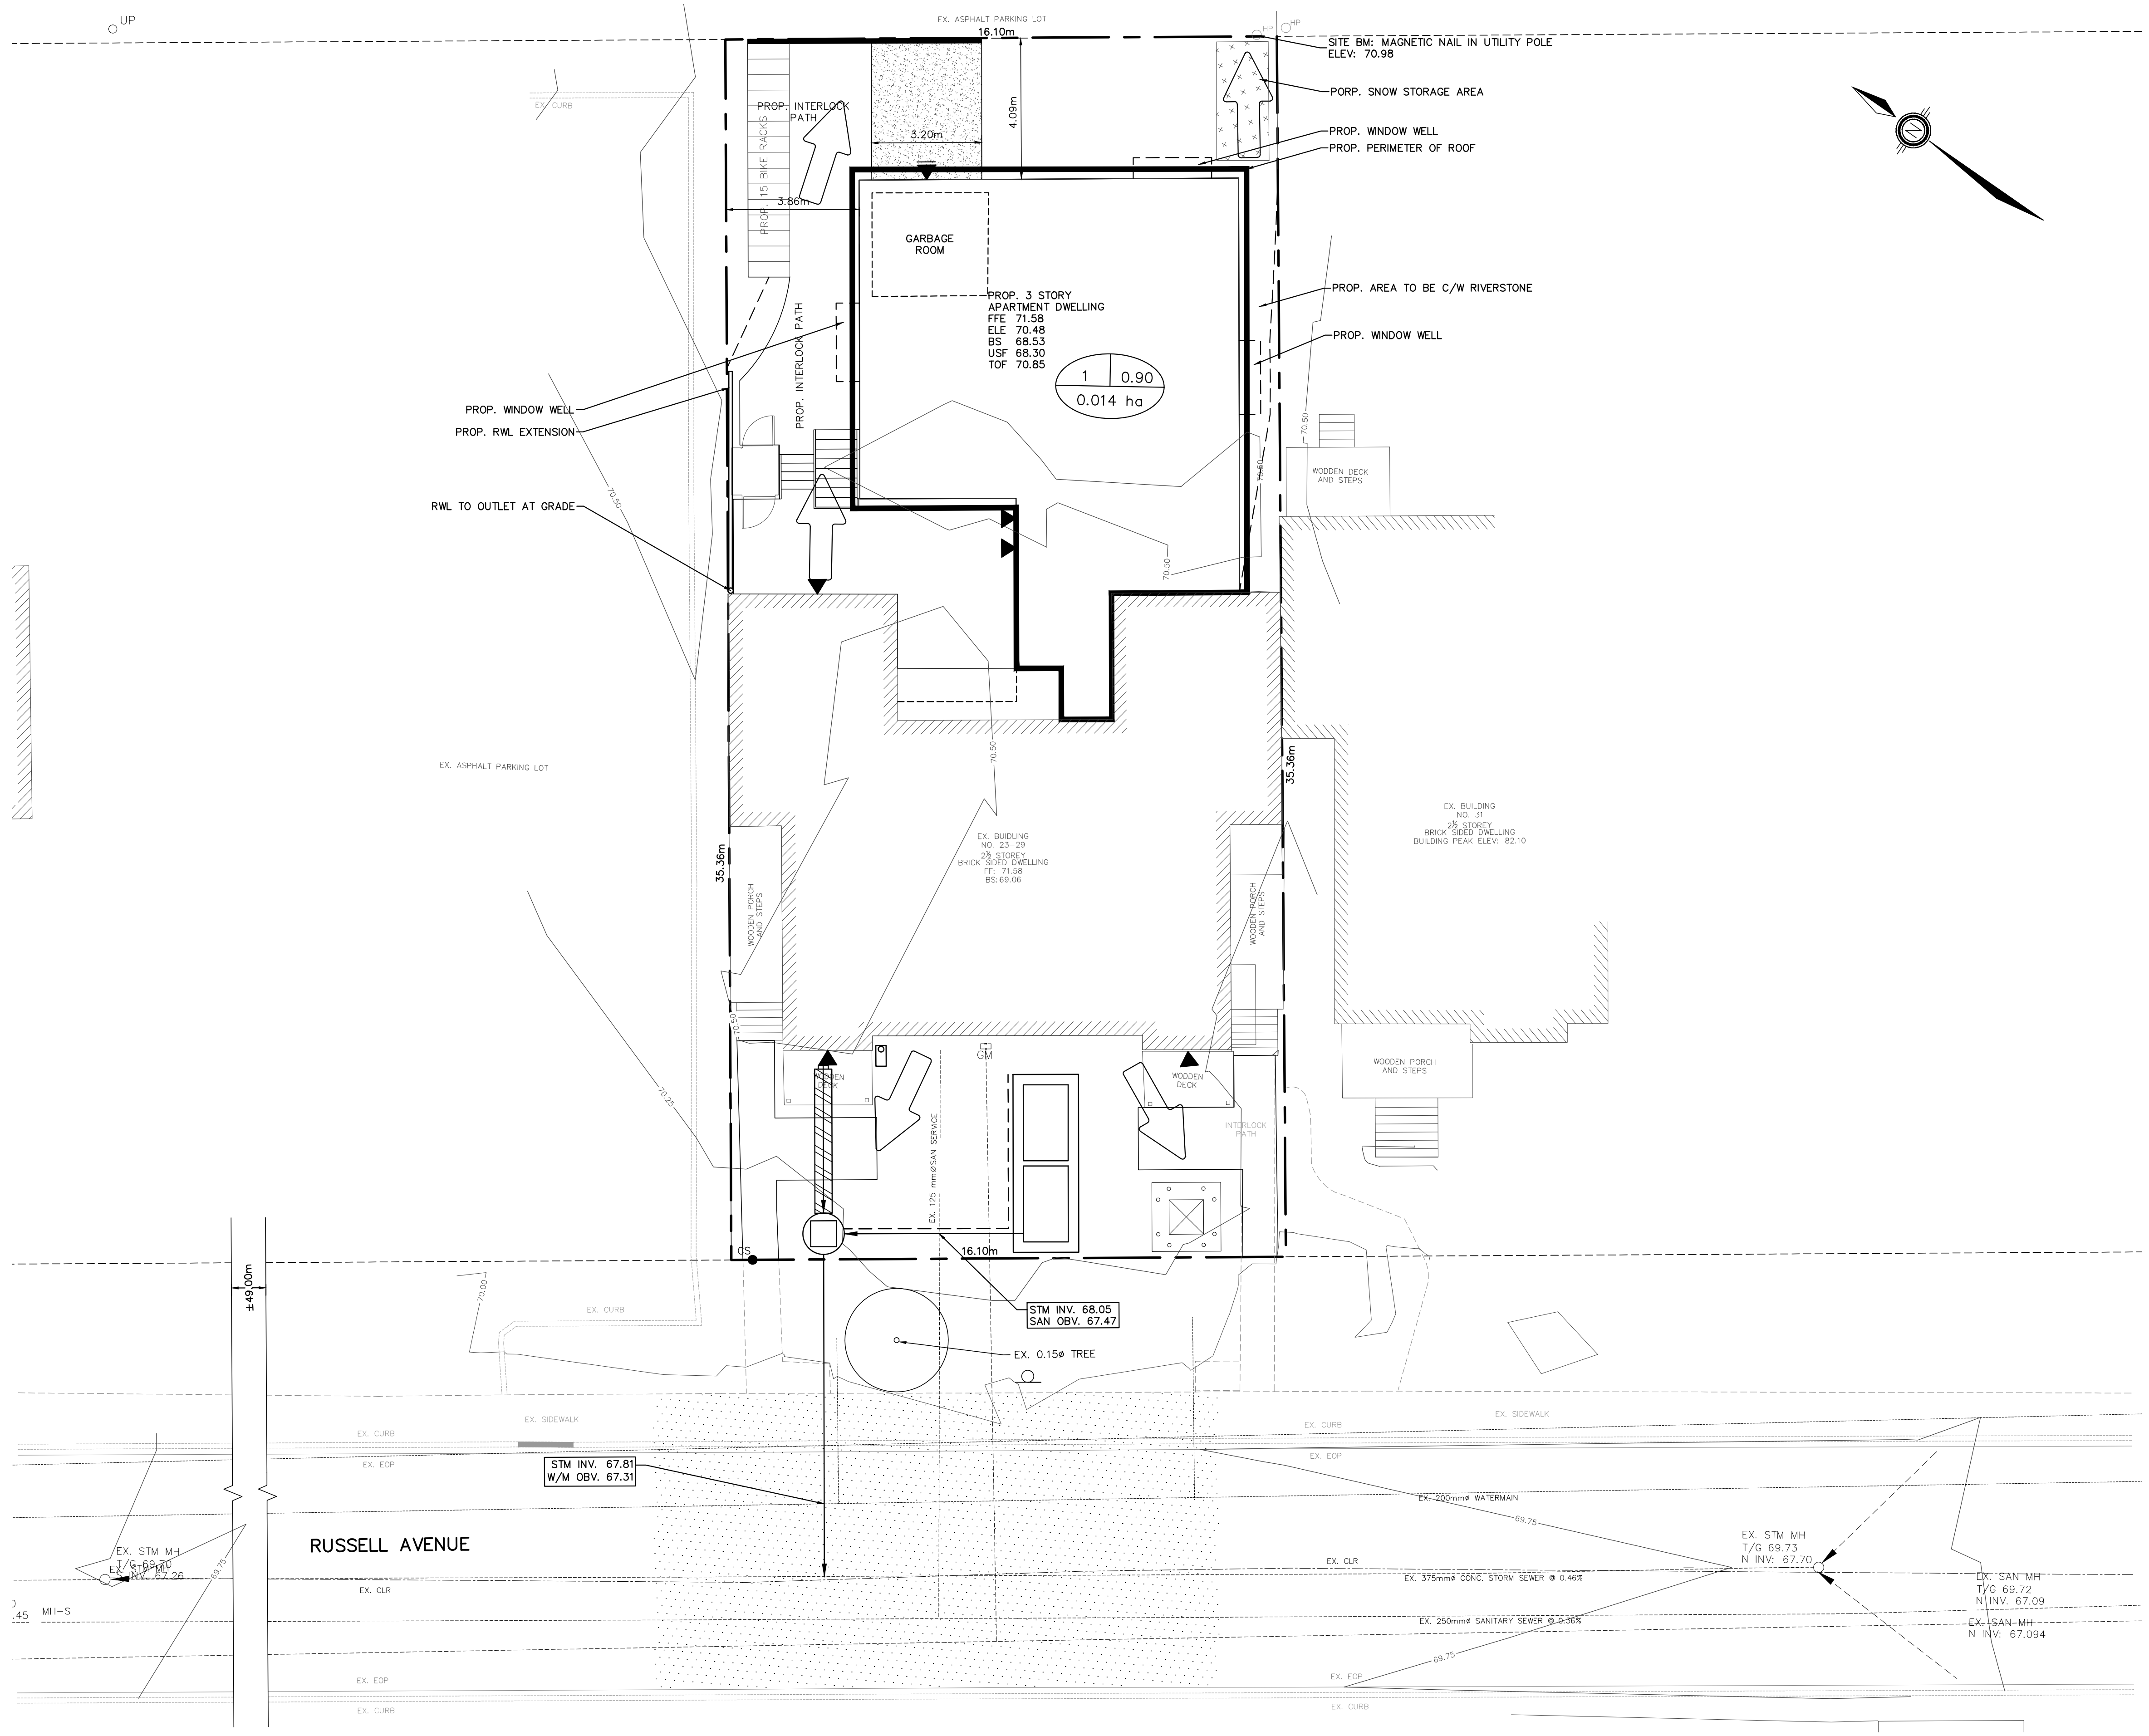 UP
EX. ASPHALT PARKING LOT
16.10m
HP
HP
SITE BM: MAGNETIC NAIL IN UTILITY POLE
ELEV: 70.98
PORP. SNOW STORAGE AREA
EX. CURB
PROP. INTERLOCK
PATH
PROP. 15 BIKE RACKS
3.20m
4.09m
PROP. WINDOW WELL
PROP. PERIMETER OF ROOF
N
3.86m
GARBAGE
ROOM
PROP. 3 STORY
APARTMENT DWELLING
FFE 71.58
ELE 70.48
BS 68.53
USF 68.30
TOF 70.85
1
0.90
0.014 ha
PROP. AREA TO BE C/W RIVERSTONE
PROP. WINDOW WELL
PROP. INTERLOCK PATH
PROP. WINDOW WELL
PROP. RWL EXTENSION
70.50
70.50
70.50
WODDEN DECK
AND STEPS
RWL TO OUTLET AT GRADE
70.50
70.50
35.36m
EX. ASPHALT PARKING LOT
EX. BUIDLING
NO. 23-29
2½ STOREY
BRICK SIDED DWELLING
FF: 71.58
BS: 69.06
EX. BUILDING
NO. 31
2½ STOREY
BRICK SIDED DWELLING
BUILDING PEAK ELEV: 82.10
35.36m
WOODEN PORCH
AND STEPS
WOODEN PORCH
AND STEPS
70.50
GM
WOODEN
DECK
WODDEN
DECK
WOODEN PORCH
AND STEPS
70.25
EX. 125 mmØSAN SERVICE
INTERLOCK
PATH
CS
16.10m
±49.00m
70.00
EX. CURB
STM INV. 68.05
SAN OBV. 67.47
EX. 0.15ø TREE
EX. SIDEWALK
EX. CURB
EX. EOP
EX. CURB
EX. SIDEWALK
EX. EOP
STM INV. 67.81
W/M OBV. 67.31
EX. 200mmø WATERMAIN
69.75
RUSSELL AVENUE
EX. STM MH
T/G 69.70
EX. STM MH
S INV: 67.26
69.75
EX. STM MH
T/G 69.73
N INV: 67.70
EX. CLR
EX. CLR
EX. 375mmø CONC. STORM SEWER @ 0.46%
EX. SAN MH
T/G 69.72
N INV. 67.09
.45 MH-S
EX. 250mmø SANITARY SEWER @ 0.36%
EX. SAN MH
N INV: 67.094
69.75
EX. EOP
EX. EOP
EX. CURB
EX. CURB